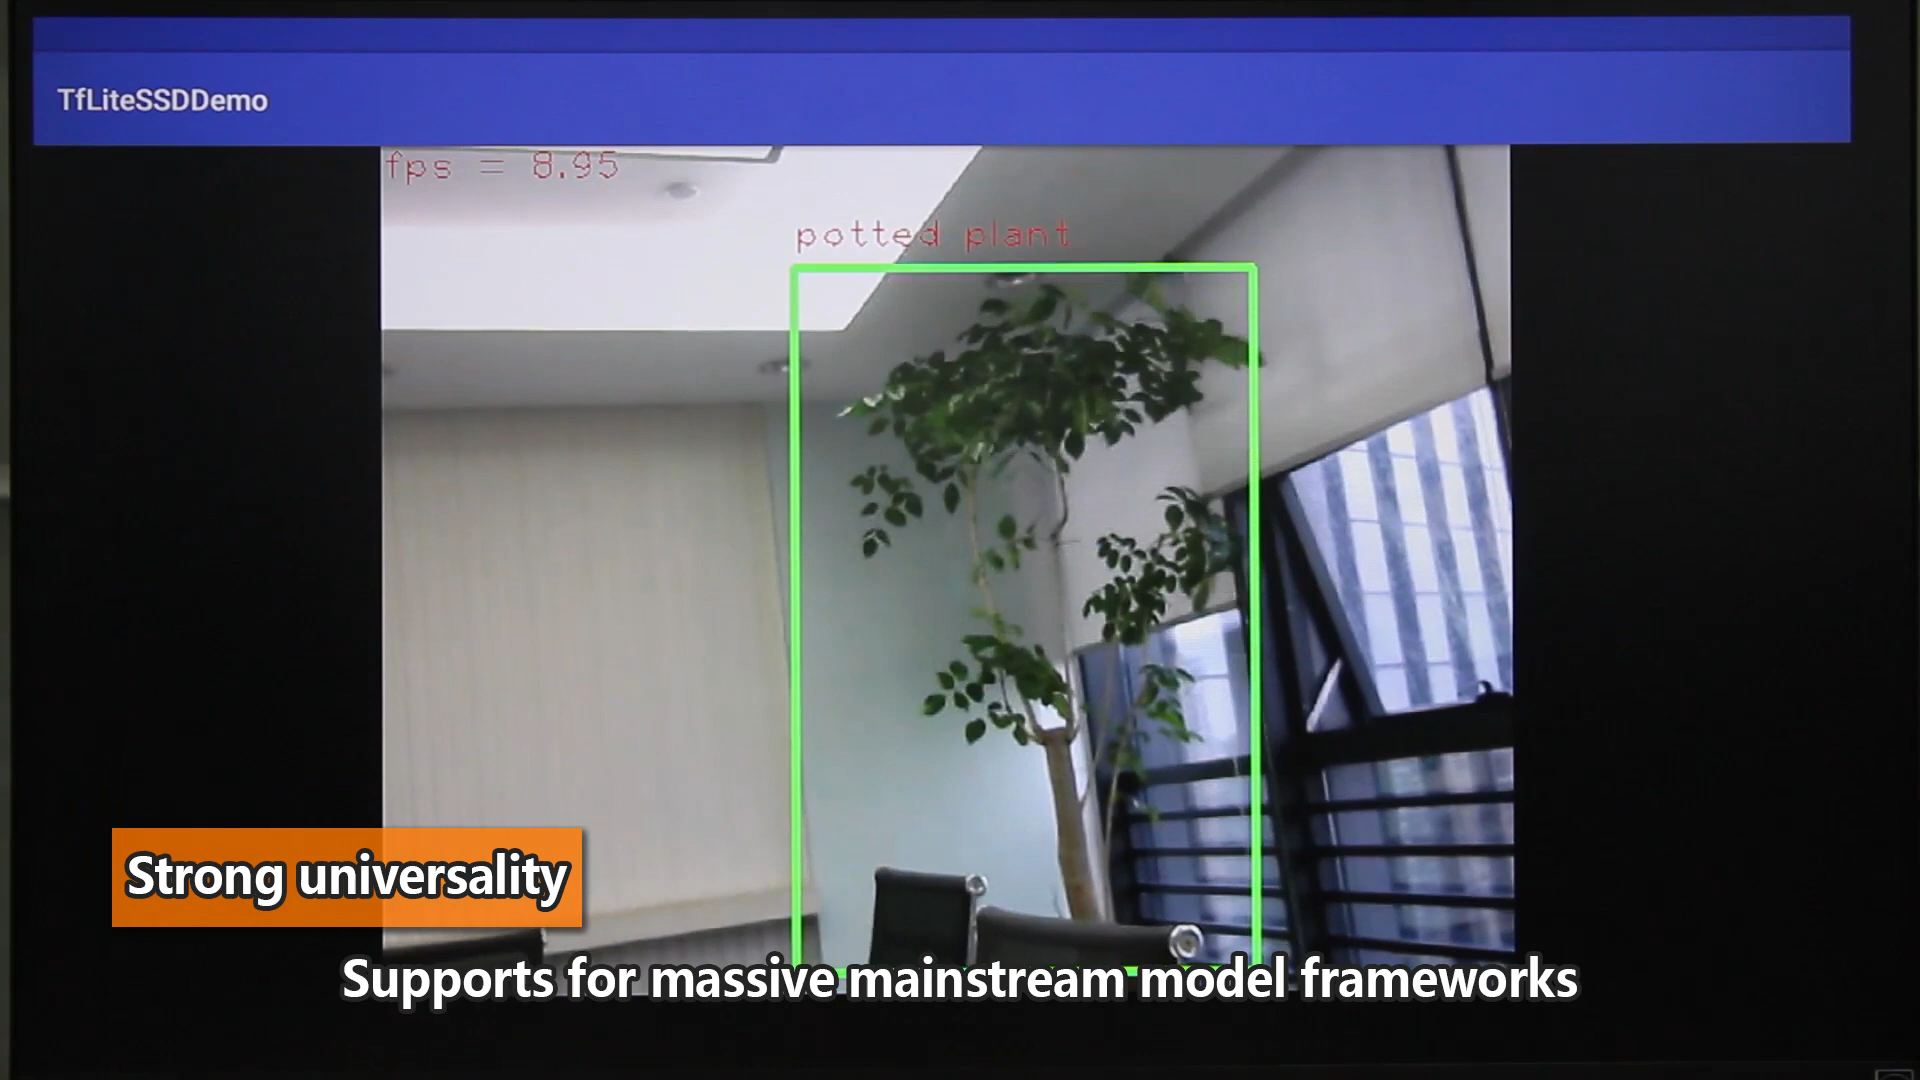 TfLiteSSDDemo
fps = 8.95
potted plant
Strong universality
Supports for massive mainstream model frameworks